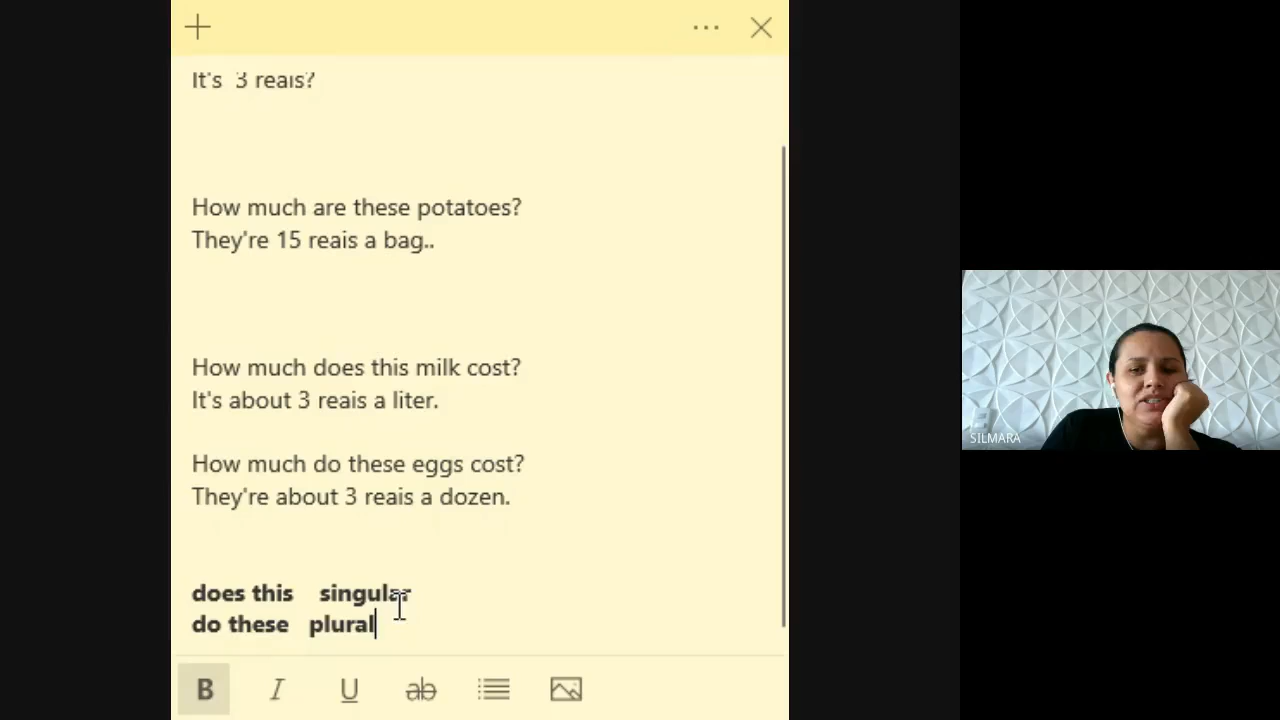 It's 3 reais?
How much are these potatoes?
They're 15 reais a bag..
How much does this milk cost?
It's about 3 reais a liter.
How much do these eggs cost?
They're about 3 reais a dozen.
does this singular
do these plural
B I U ab
SILMARA